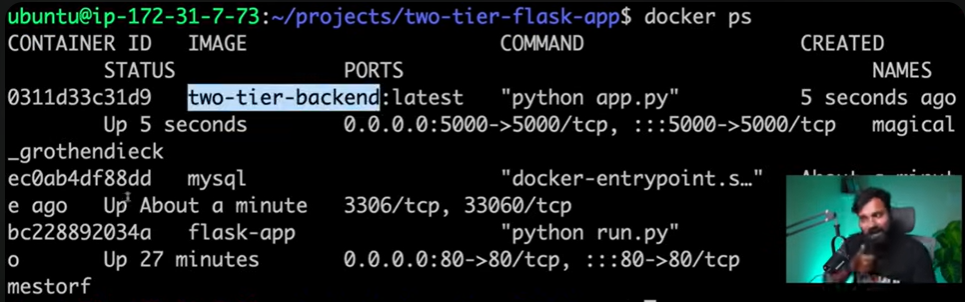 ubuntu@ip-172-31-7-73:~/projects/two-tier-flask-app$ docker ps
CONTAINER ID   IMAGE                     COMMAND                  CREATED
        STATUS              PORTS                                       NAMES
0311d33c31d9   two-tier-backend:latest   "python app.py"          5 seconds ago
        Up 5 seconds        0.0.0.0:5000->5000/tcp, :::5000->5000/tcp   magical
_grothendieck
ec0ab4df88dd   mysql                     "docker-entrypoint.s…"   About a
e ago   Up About a minute   3306/tcp, 33060/tcp
bc228892034a   flask-app                 "python run.py"
o       Up 27 minutes       0.0.0.0:80->80/tcp, :::80->80/tcp
mestorf